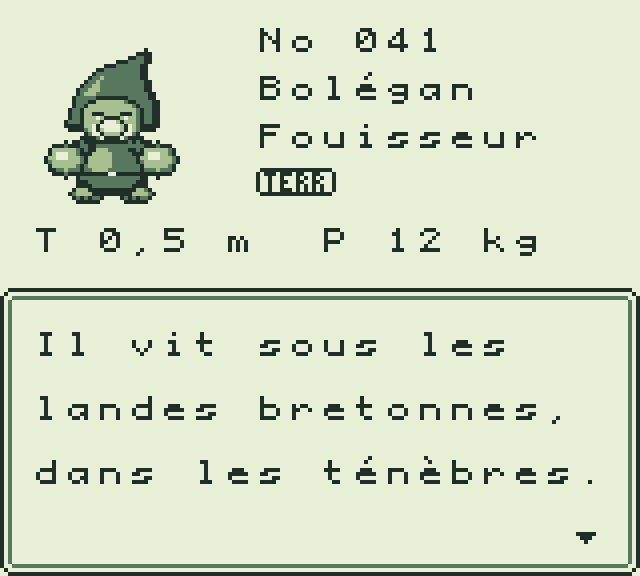 No 041
Bolégan
Fouisseur
TERR
T 0,5 m P 12 kg
Il vit sous les
landes bretonnes,
dans les ténèbres.